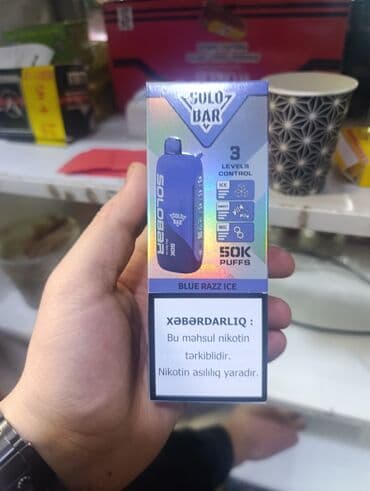 SOLO
BAR
3
LEVELS
CONTROL
SOLOBAR
50K
50K
PUFFS
BLUE RAZZ ICE
XƏBƏRDARLIQ :
Bu məhsul nikotin
tərkiblidir.
Nikotin asılılıq yaradır.